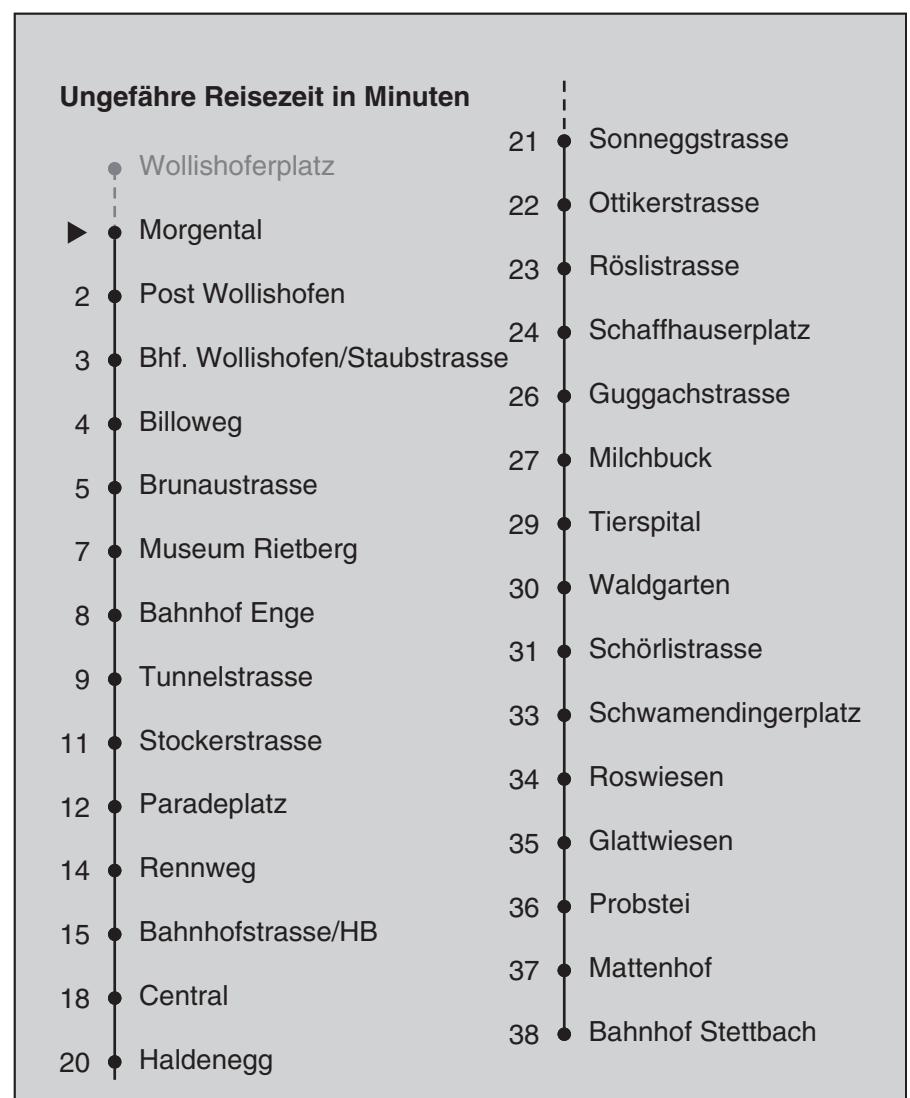 Ungefähre Reisezeit in Minuten
Wollishoferplatz
Morgental
2 Post Wollishofen
3 Bhf. Wollishofen/Staubstrasse
4 Billoweg
5 Brunaustrasse
7 Museum Rietberg
8 Bahnhof Enge
9 Tunnelstrasse
11 Stockerstrasse
12 Paradeplatz
14 Rennweg
15 Bahnhofstrasse/HB
18 Central
20 Haldenegg
21 Sonneggstrasse
22 Ottikerstrasse
23 Röslistrasse
24 Schaffhauserplatz
26 Guggachstrasse
27 Milchbuck
29 Tierspital
30 Waldgarten
31 Schörlistrasse
33 Schwamendingerplatz
34 Roswiesen
35 Glattwiesen
36 Probstei
37 Mattenhof
38 Bahnhof Stettbach